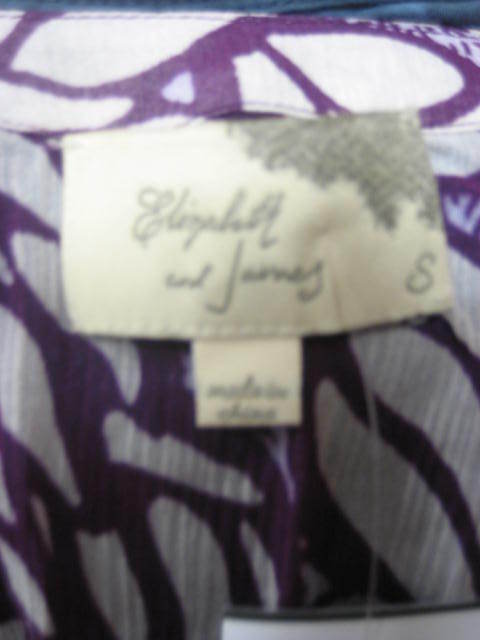 Elizabeth
and James
S
made in
china